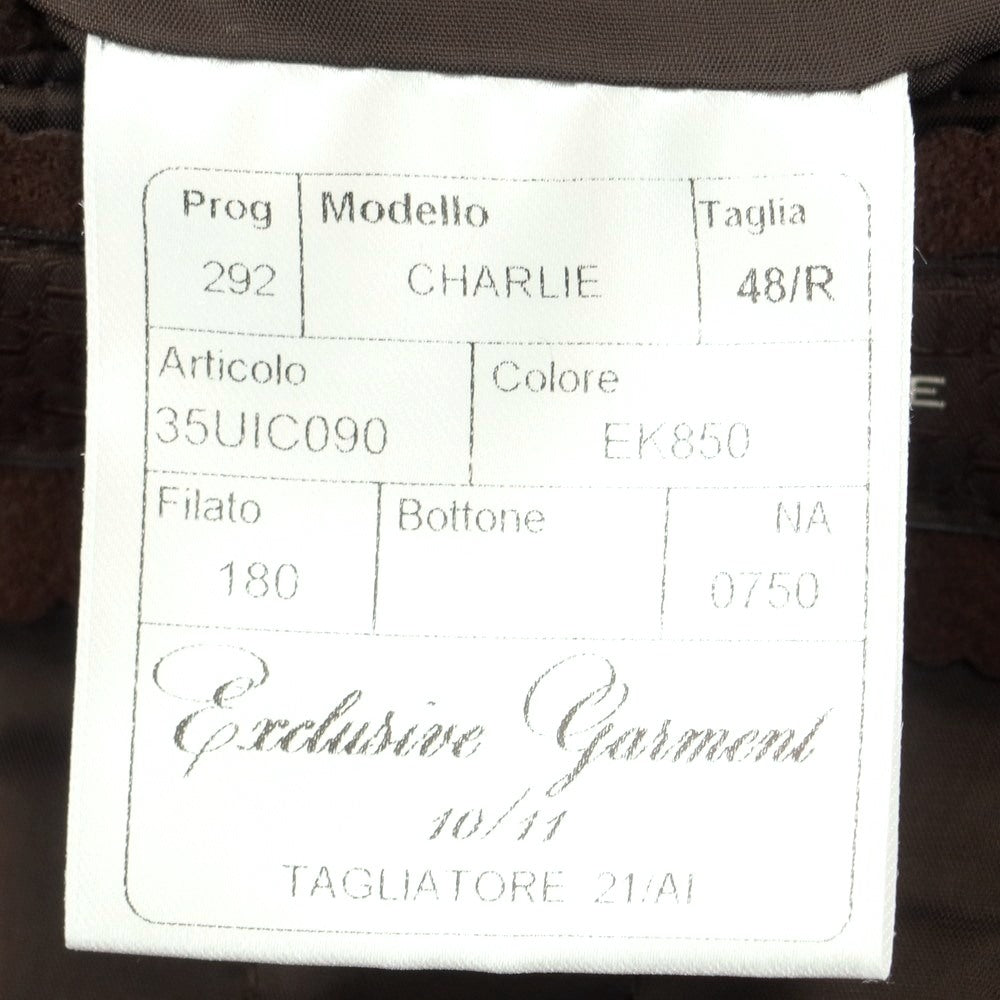 Prog Modello Taglia
292 CHARLIE 48/R
Articolo Colore
35UIC090 EK850
Filato Bottone NA
180 0750
Exclusive Garment
10/11
TAGLIATORE 21/AI
E